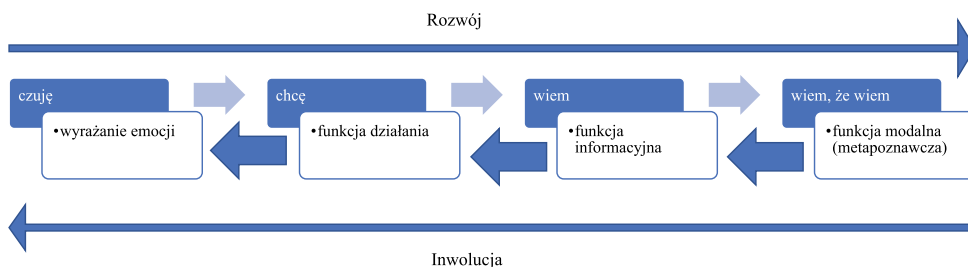 Rozwój
czuję
•wyrażanie emocji
chcę
•funkcja działania
wiem
•funkcja
informacyjna
wiem, że wiem
•funkcja modalna
(metapoznawcza)
Inwolucja